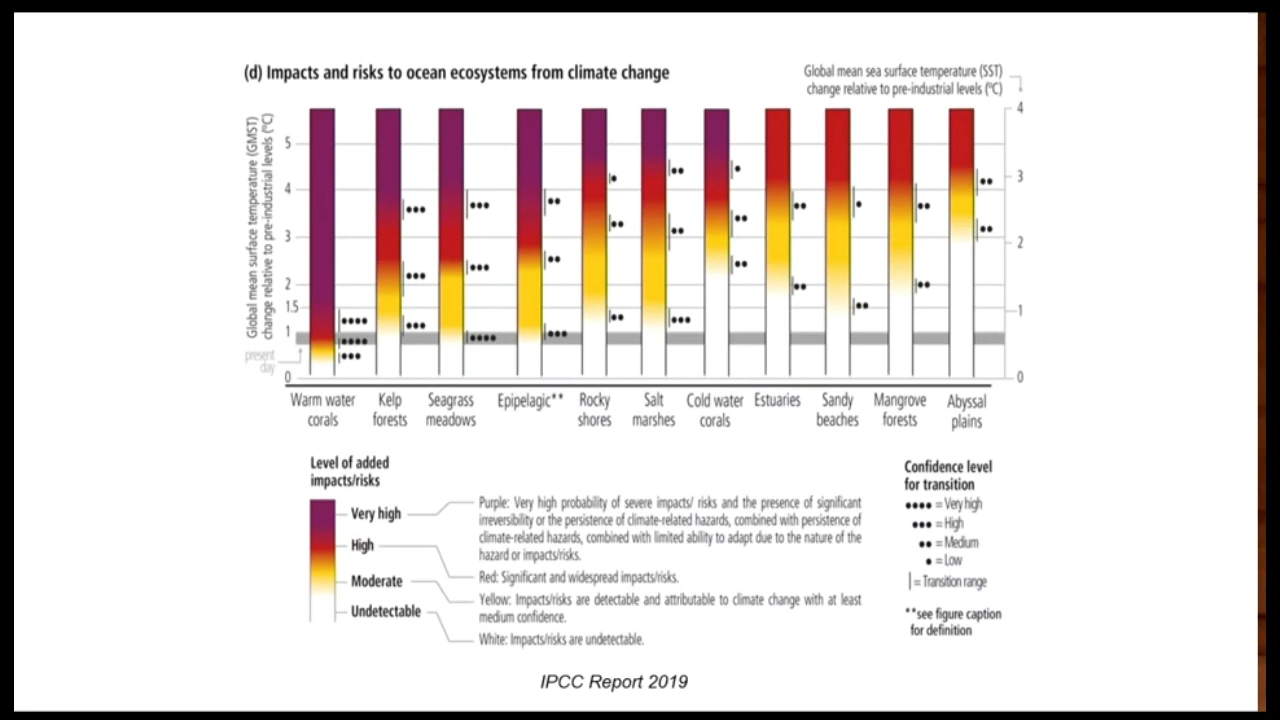 (d) Impacts and risks to ocean ecosystems from climate change
Global mean sea surface temperature (SST)
change relative to pre-industrial levels (°C)
Global mean surface temperature (GMST)
change relative to pre-industrial levels (°C)
5
4
3
2
1.5
1
0
present
day
4
3
2
1
0
Warm water
corals
Kelp
forests
Seagrass
meadows
Epipelagic**
Rocky
shores
Salt
marshes
Cold water
corals
Estuaries
Sandy
beaches
Mangrove
forests
Abyssal
plains
Level of added
impacts/risks
Very high
High
Moderate
Undetectable
Purple: Very high probability of severe impacts/ risks and the presence of significant
irreversibility or the persistence of climate-related hazards, combined with persistence of
climate-related hazards, combined with limited ability to adapt due to the nature of the
hazard or impacts/risks.
Red: Significant and widespread impacts/risks.
Yellow: Impacts/risks are detectable and attributable to climate change with at least
medium confidence.
White: Impacts/risks are undetectable.
Confidence level
for transition
•••• = Very high
••• = High
•• = Medium
• = Low
| = Transition range
**see figure caption
for definition
IPCC Report 2019